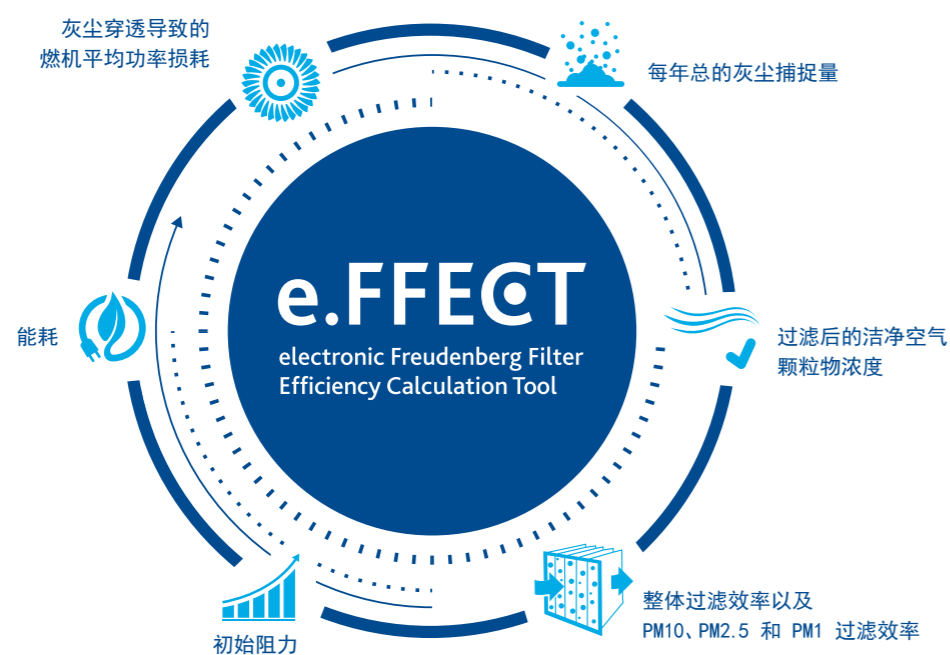 灰尘穿透导致的
燃机平均功率损耗
每年总的灰尘捕捉量
e.FFECT
electronic Freudenberg Filter
Efficiency Calculation Tool
能耗
过滤后的洁净空气
颗粒物浓度
初始阻力
整体过滤效率以及
PM10、PM2.5 和 PM1 过滤效率